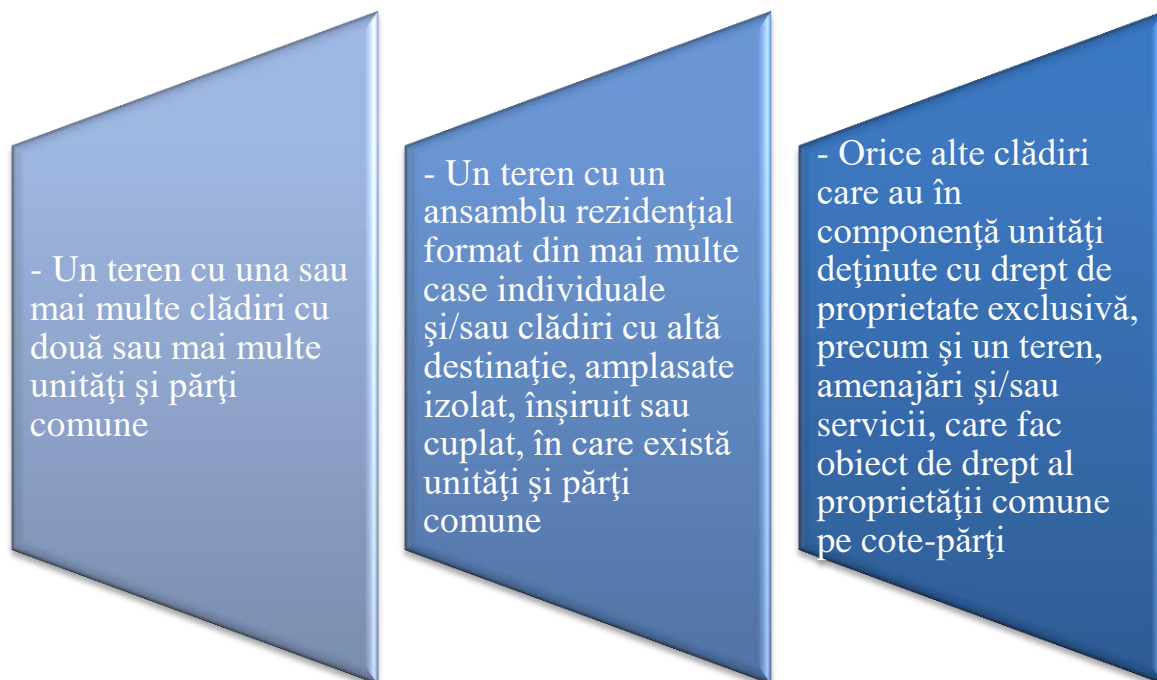 - Un teren cu una sau
mai multe clădiri cu
două sau mai multe
unităţi şi părţi
comune
- Un teren cu un
ansamblu rezidenţial
format din mai multe
case individuale
şi/sau clădiri cu altă
destinaţie, amplasate
izolat, înşiruit sau
cuplat, în care există
unităţi şi părţi
comune
- Orice alte clădiri
care au în
componenţă unităţi
deţinute cu drept de
proprietate exclusivă,
precum şi un teren,
amenajări şi/sau
servicii, care fac
obiect de drept al
proprietăţii comune
pe cote-părţi